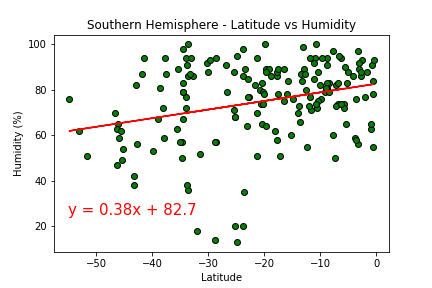 Southern Hemisphere - Latitude vs Humidity
Humidity (%)
100
80
60
40
20
y = 0.38x + 82.7
−50
−40
−30
−20
−10
0
Latitude